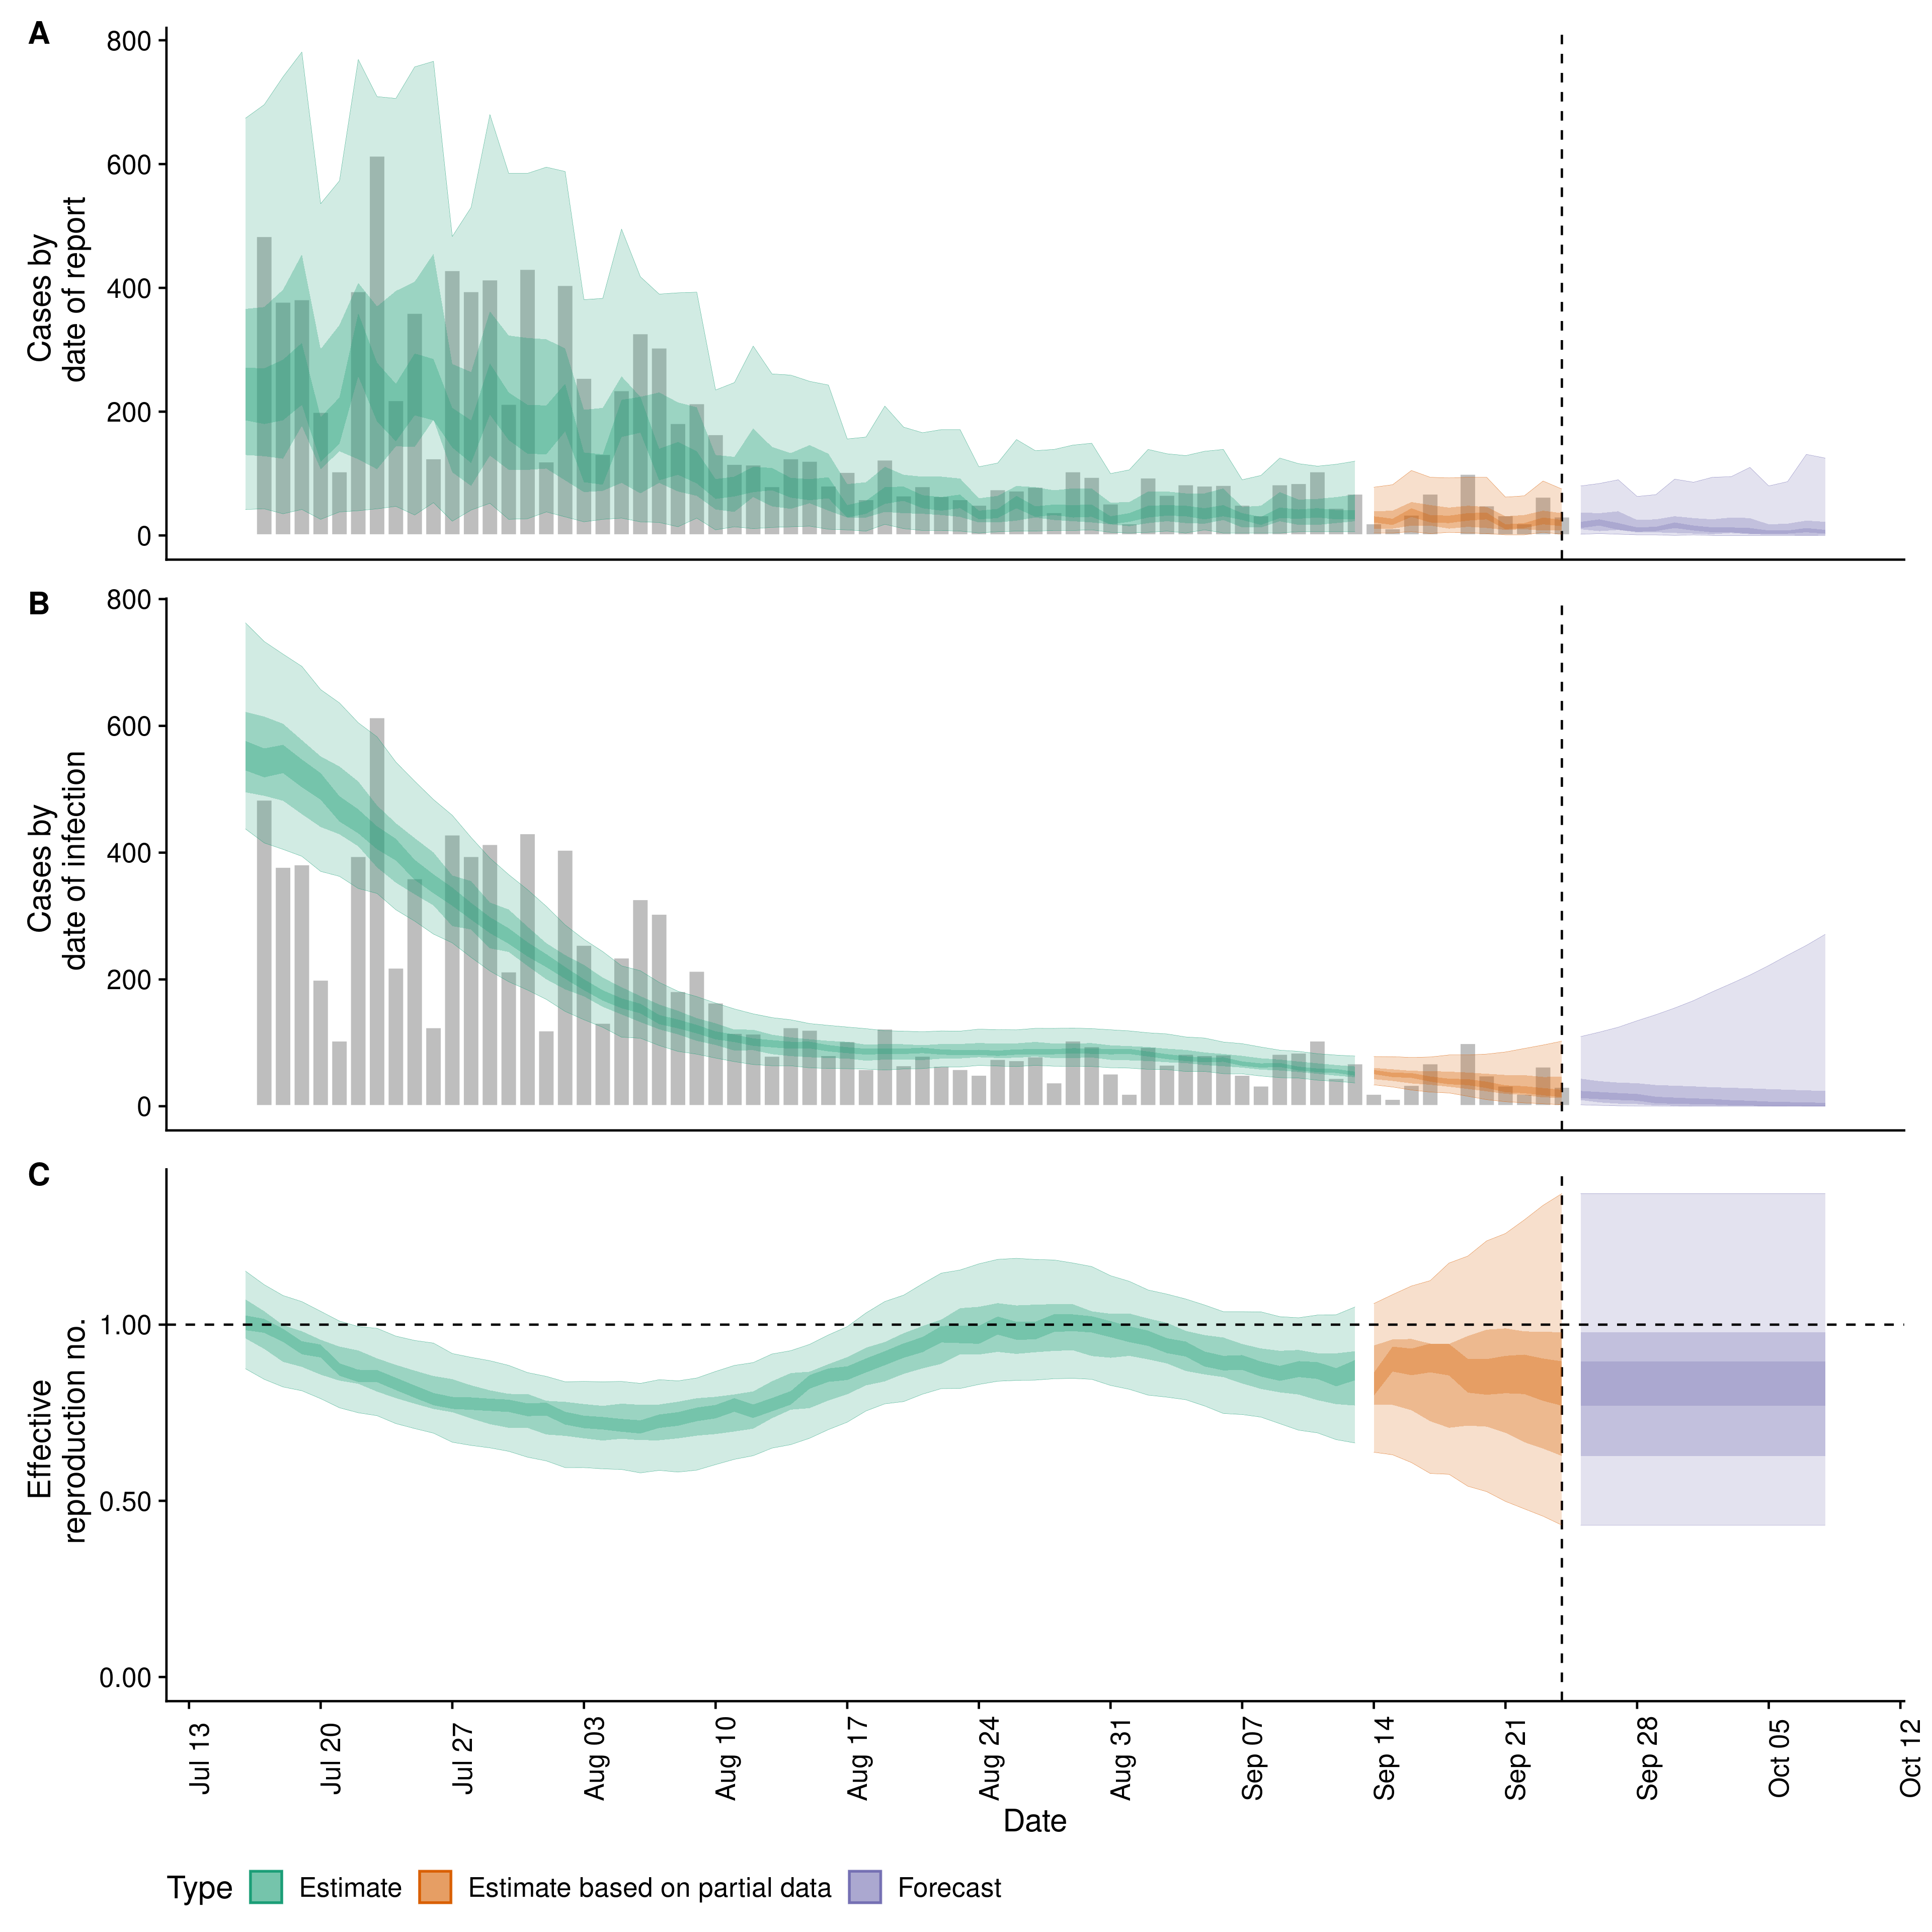 A
800
600
400
200
0
Cases by
date of report
B
800
600
400
200
0
Cases by
date of infection
C
1.00
0.50
0.00
Effective
reproduction no.
Jul 13
Jul 20
Jul 27
Aug 03
Aug 10
Aug 17
Aug 24
Aug 31
Sep 07
Sep 14
Sep 21
Sep 28
Oct 05
Oct 12
Date
Type Estimate Estimate based on partial data Forecast